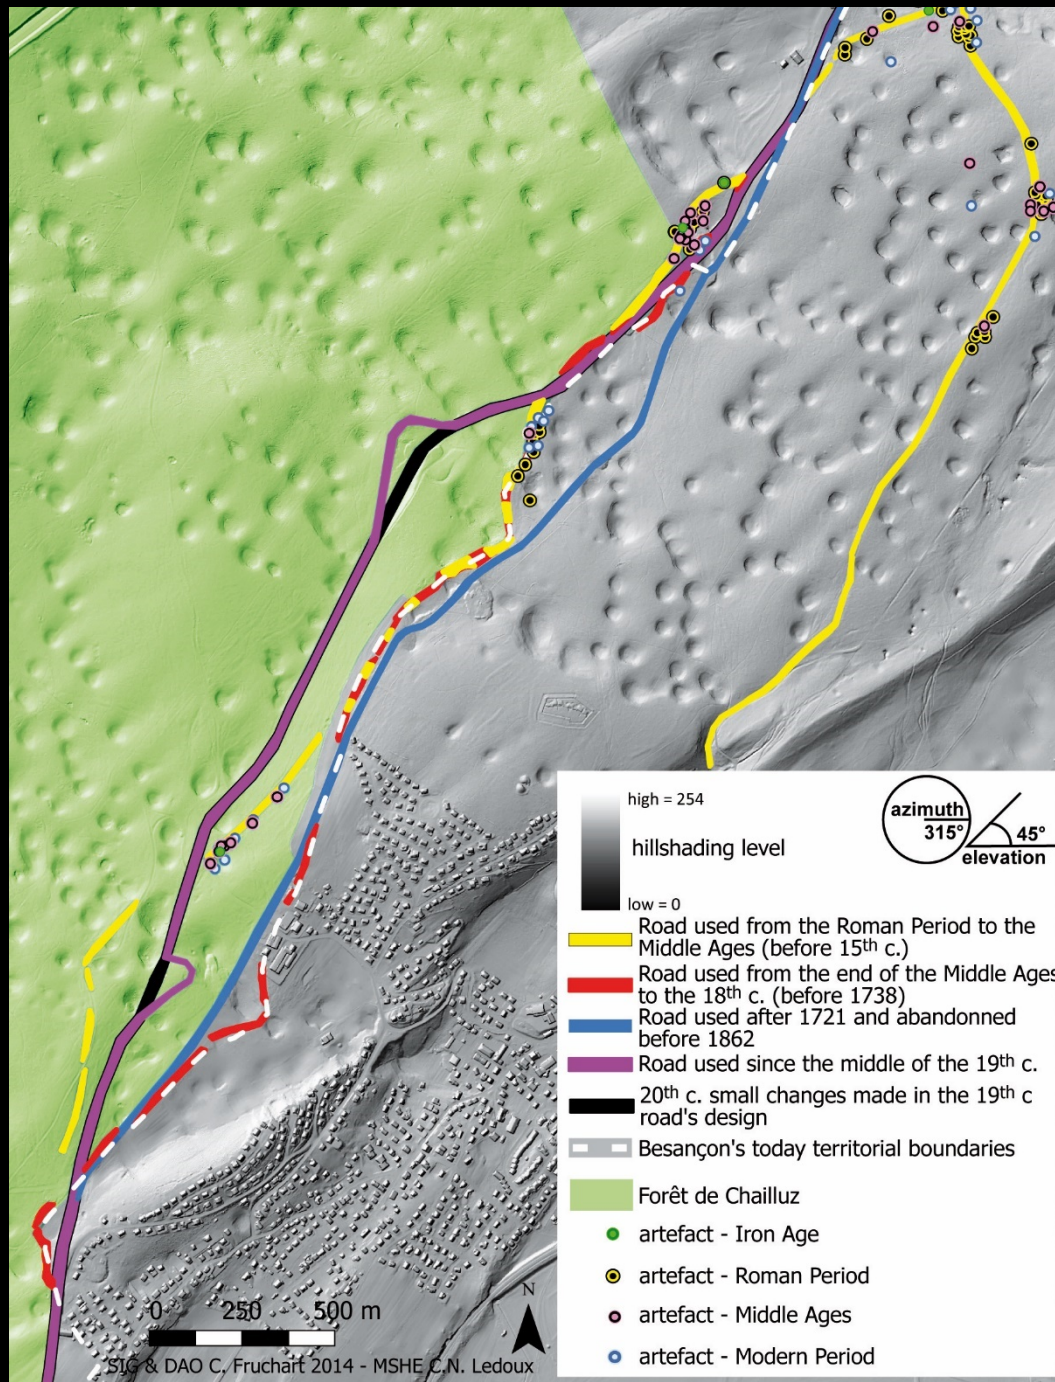 high = 254
hillshading level
low = 0
azimuth
315°
45°
elevation
Road used from the Roman Period to the
Middle Ages (before 15th c.)
Road used from the end of the Middle Ages
to the 18th c. (before 1738)
Road used after 1721 and abandonned
before 1862
Road used since the middle of the 19th c.
20th c. small changes made in the 19th c
road's design
Besançon's today territorial boundaries
Forêt de Chailluz
artefact - Iron Age
artefact - Roman Period
artefact - Middle Ages
artefact - Modern Period
N
0 250 500 m
SIG & DAO C. Fruchart 2014 - MSHE C.N. Ledoux